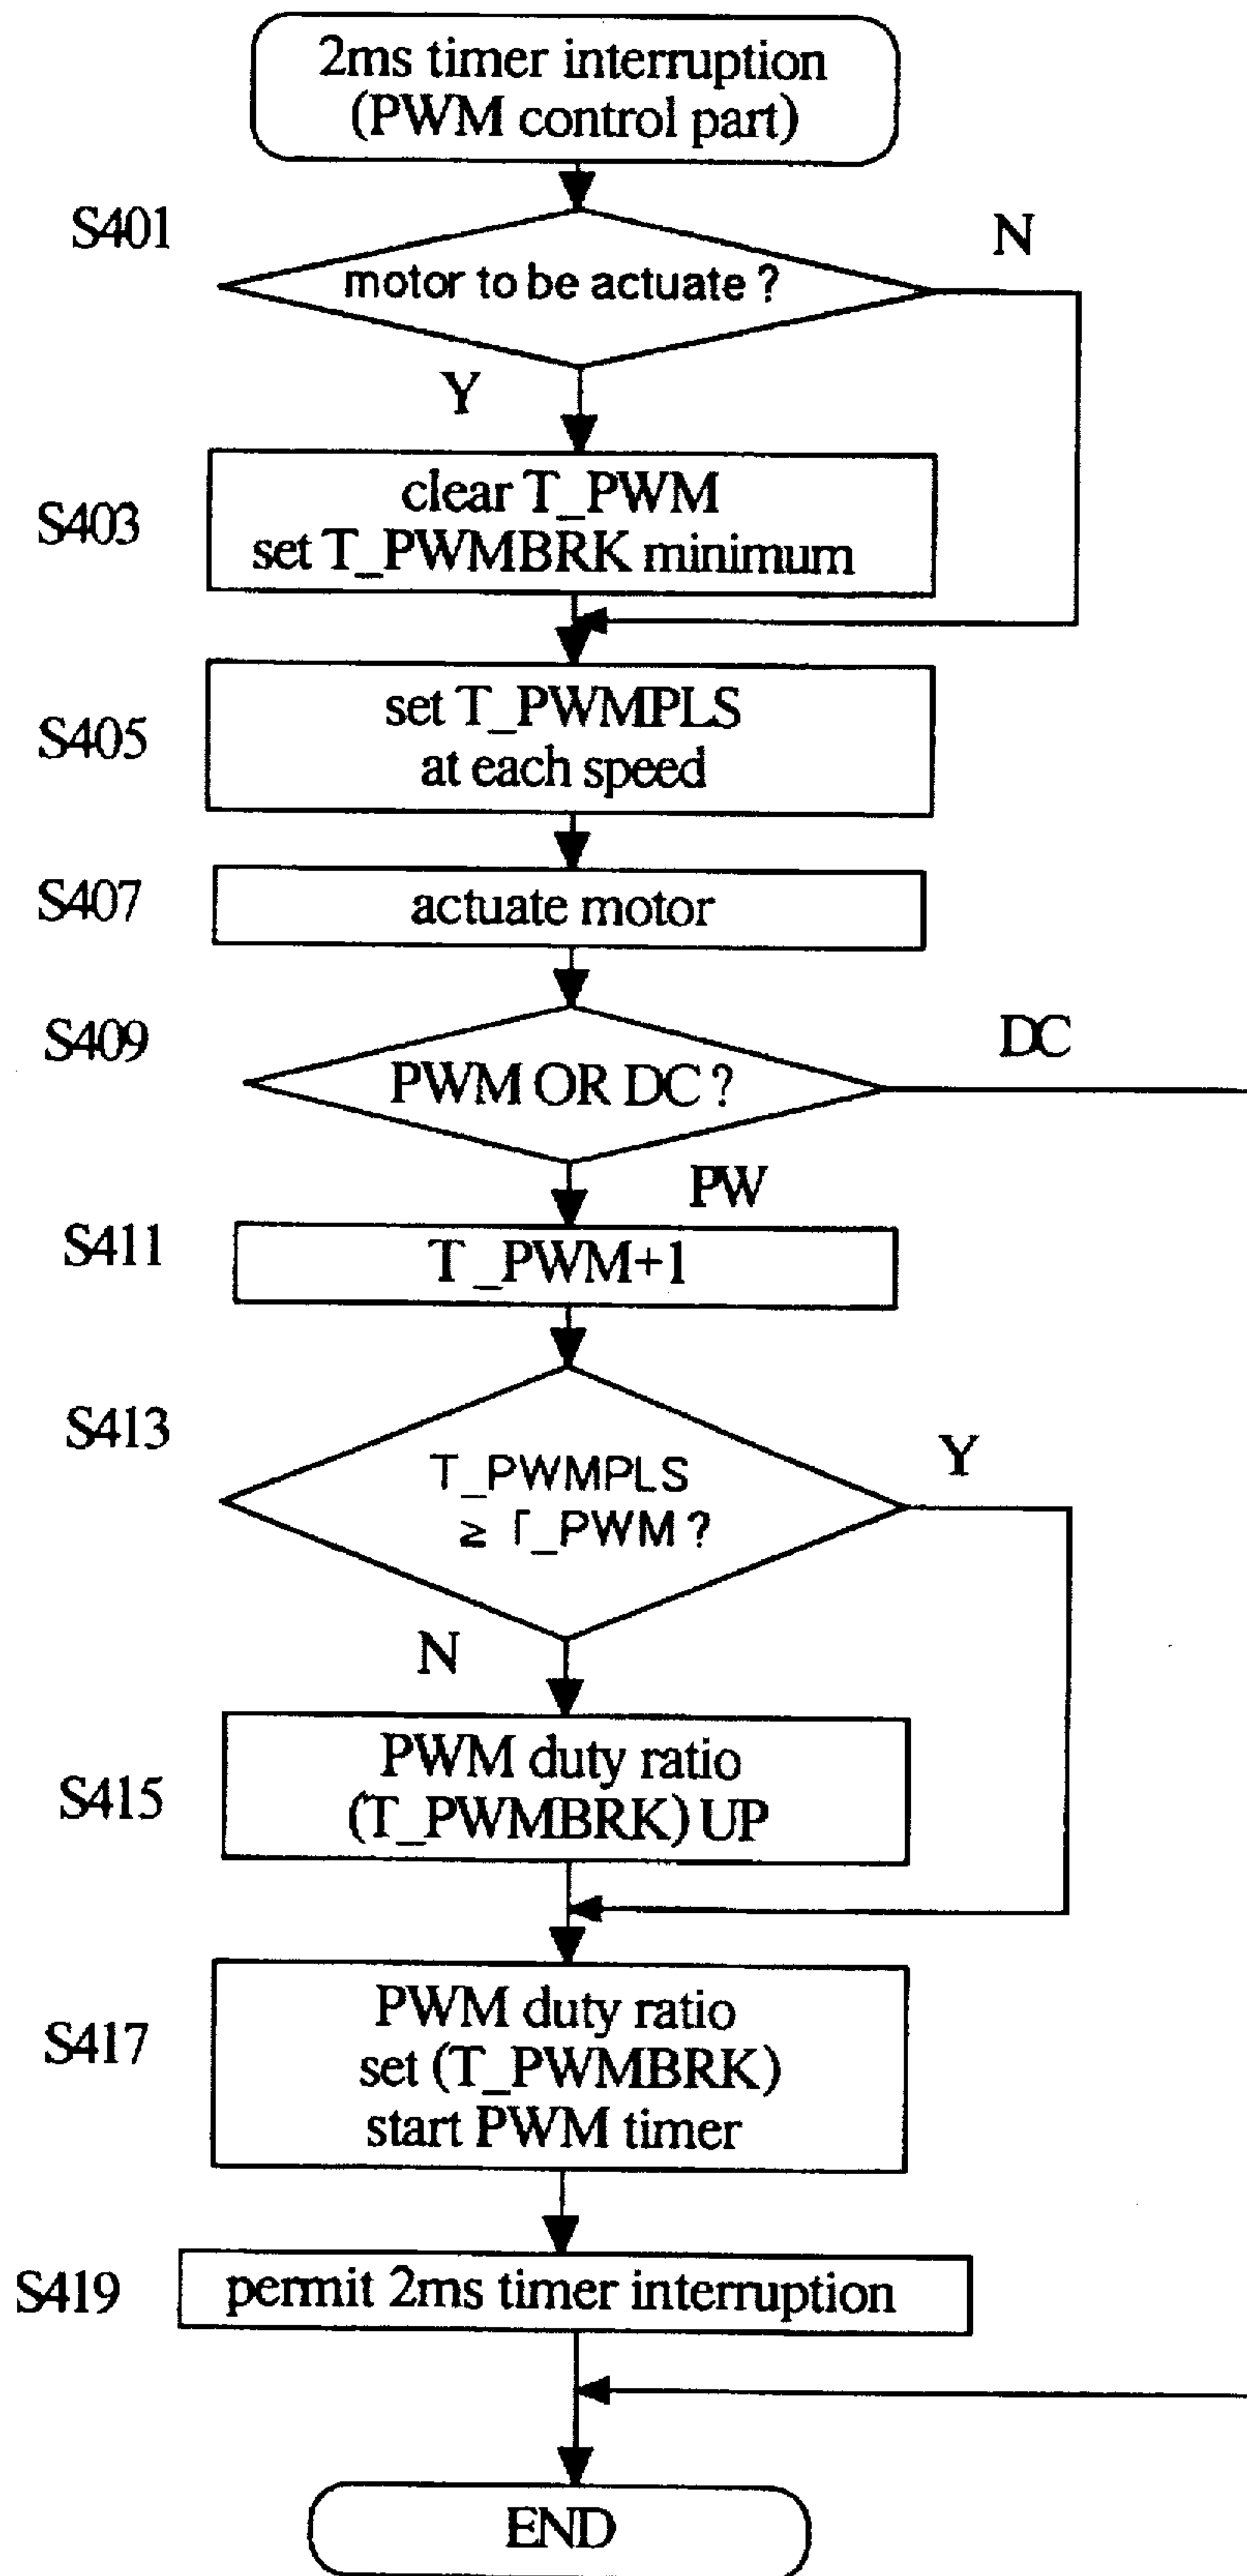 2ms timer interruption
(PWM control part)
S401
N
motor to be actuate ?
Y
S403
clear T_PWM
set T_PWMBRK minimum
S405
set T_PWMPLS
at each speed
S407
actuate motor
S409
DC
PWM OR DC ?
PW
S411
T_PWM+1
S413
Y
T_PWMPLS
≥ T_PWM ?
N
S415
PWM duty ratio
(T_PWMBRK) UP
S417
PWM duty ratio
set (T_PWMBRK)
start PWM timer
S419
permit 2ms timer interruption
END